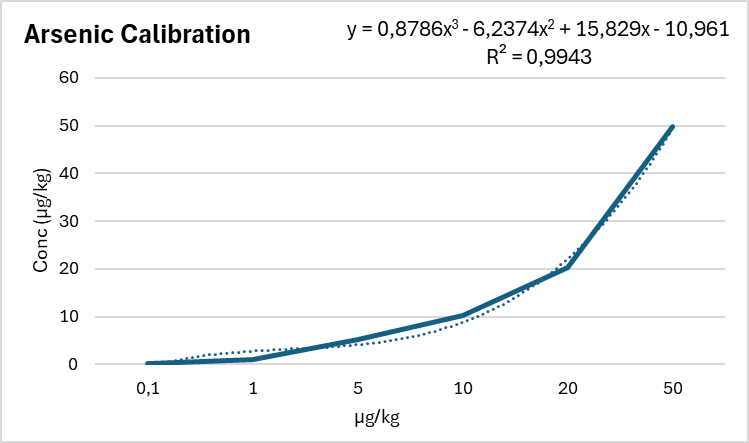 Arsenic Calibration
y = 0,8786x³ - 6,2374x² + 15,829x - 10,961
R² = 0,9943
60
50
40
30
20
10
0
Conc (µg/kg)
0,1 1 5 10 20 50
µg/kg